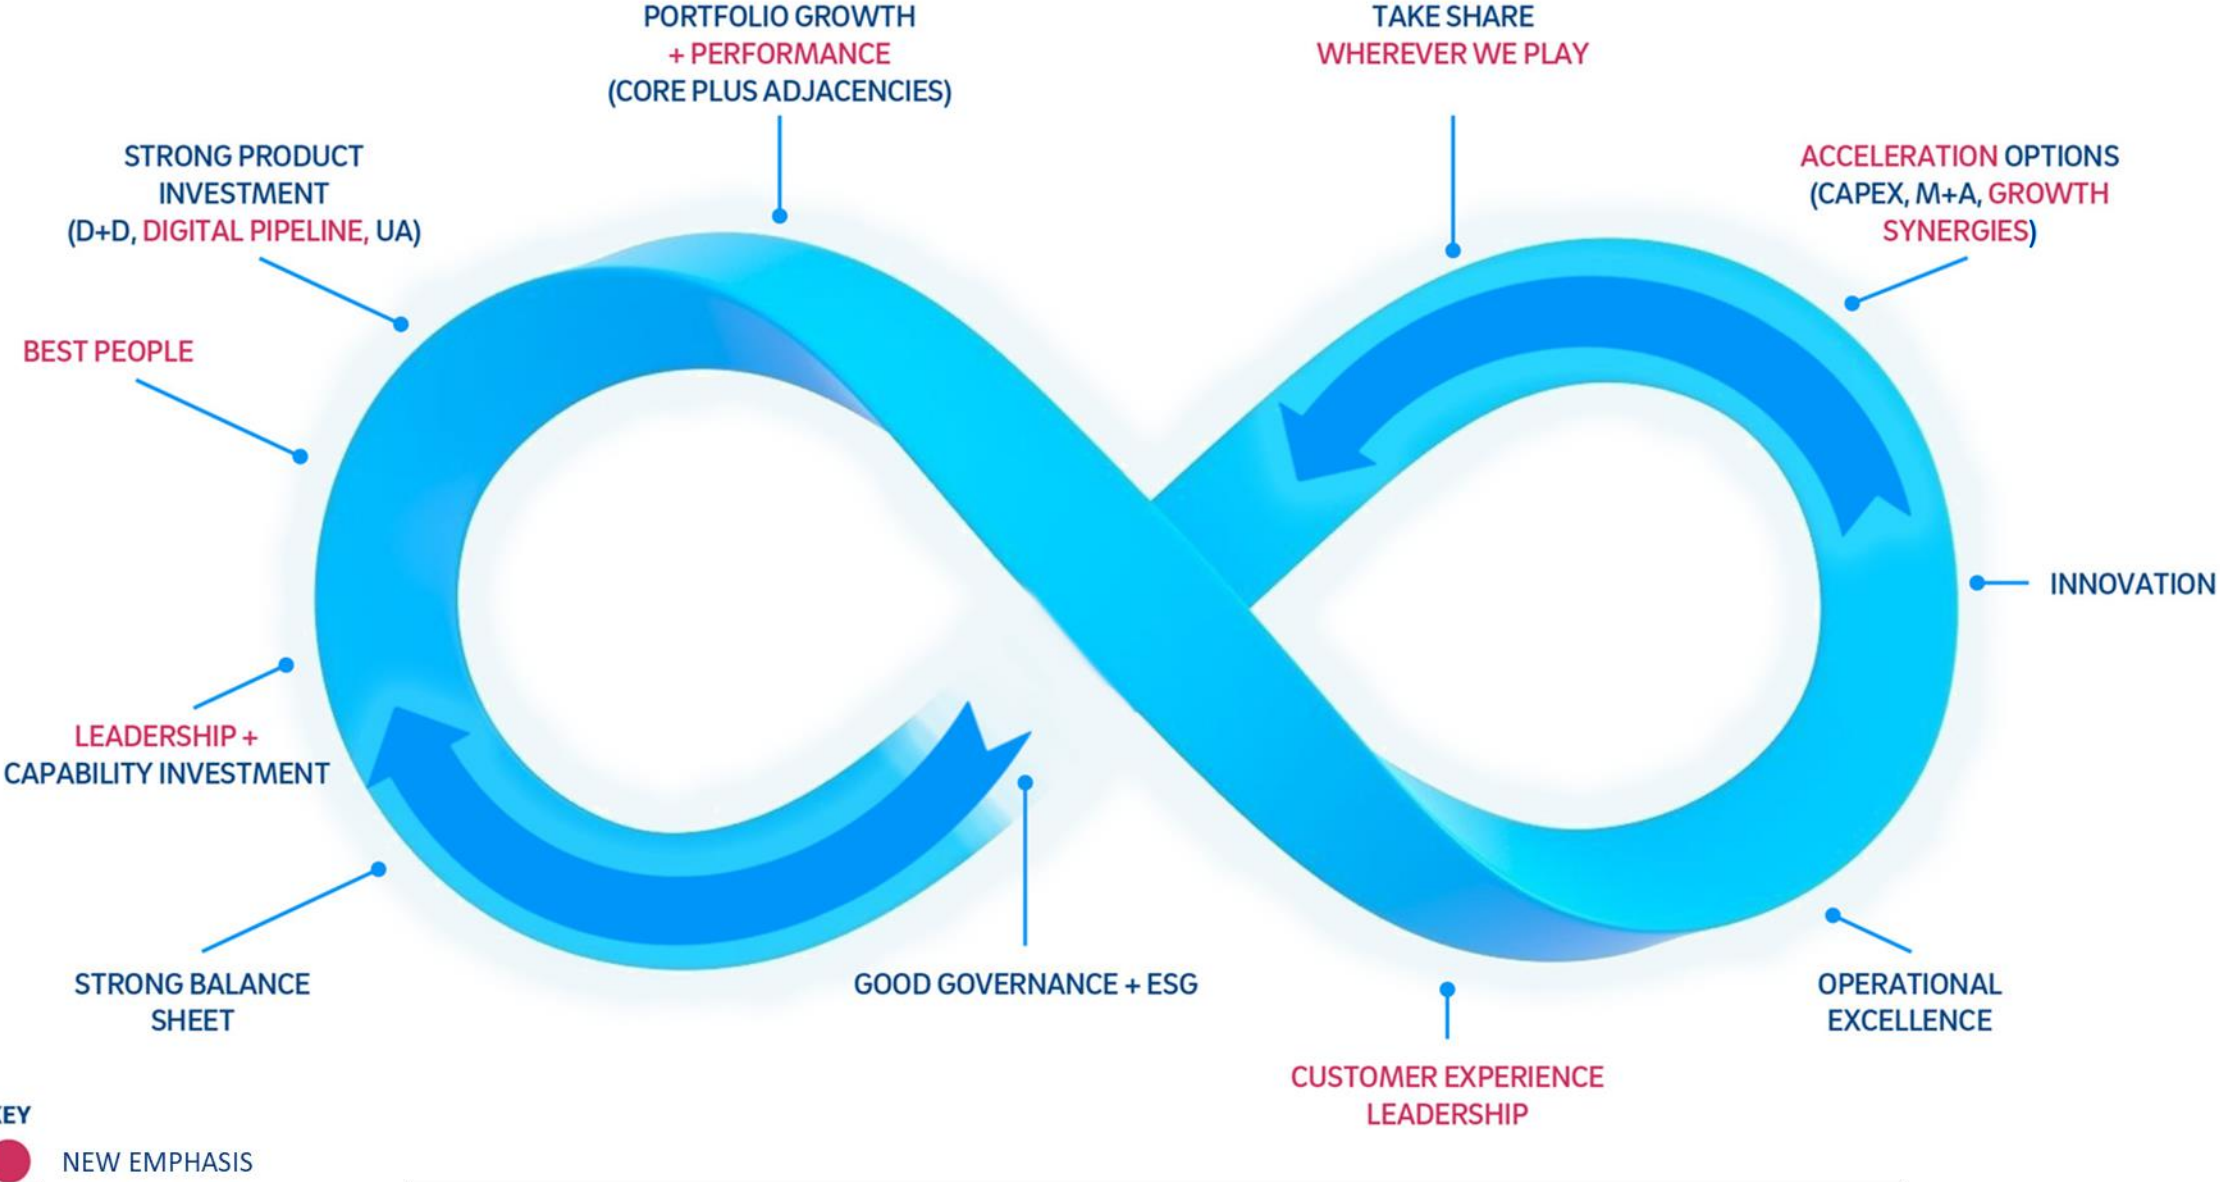 PORTFOLIO GROWTH
+ PERFORMANCE
(CORE PLUS ADJACENCIES)
TAKE SHARE
WHEREVER WE PLAY
STRONG PRODUCT
INVESTMENT
(D+D, DIGITAL PIPELINE, UA)
ACCELERATION OPTIONS
(CAPEX, M+A, GROWTH
SYNERGIES)
BEST PEOPLE
INNOVATION
LEADERSHIP +
CAPABILITY INVESTMENT
STRONG BALANCE
SHEET
GOOD GOVERNANCE + ESG
OPERATIONAL
EXCELLENCE
CUSTOMER EXPERIENCE
LEADERSHIP
KEY
NEW EMPHASIS